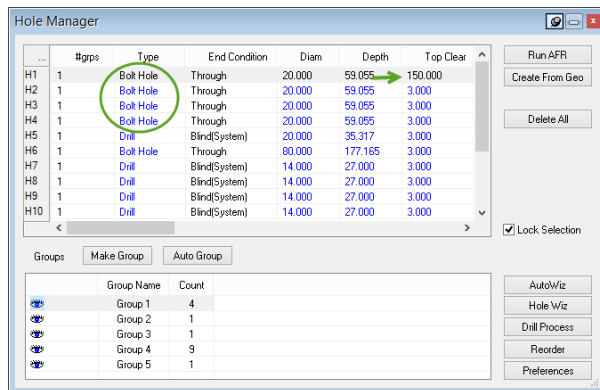 Hole Manager
... #grps Type End Condition Diam Depth Top Clear
H1 1 Bolt Hole Through 20.000 59.055 150.000
H2 1 Bolt Hole Through 20.000 59.055 3.000
H3 1 Bolt Hole Through 20.000 59.055 3.000
H4 1 Bolt Hole Through 20.000 59.055 3.000
H5 1 Drill Blind(System) 20.000 35.317 3.000
H6 1 Bolt Hole Through 80.000 177.165 3.000
H7 1 Drill Blind(System) 14.000 27.000 3.000
H8 1 Drill Blind(System) 14.000 27.000 3.000
H9 1 Drill Blind(System) 14.000 27.000 3.000
H10 1 Drill Blind(System) 14.000 27.000 3.000
Run AFR
Create From Geo
Delete All
Lock Selection
Groups Make Group Auto Group
Group Name Count
Group 1 4
Group 2 1
Group 3 1
Group 4 9
Group 5 1
AutoWiz
Hole Wiz
Drill Process
Reorder
Preferences